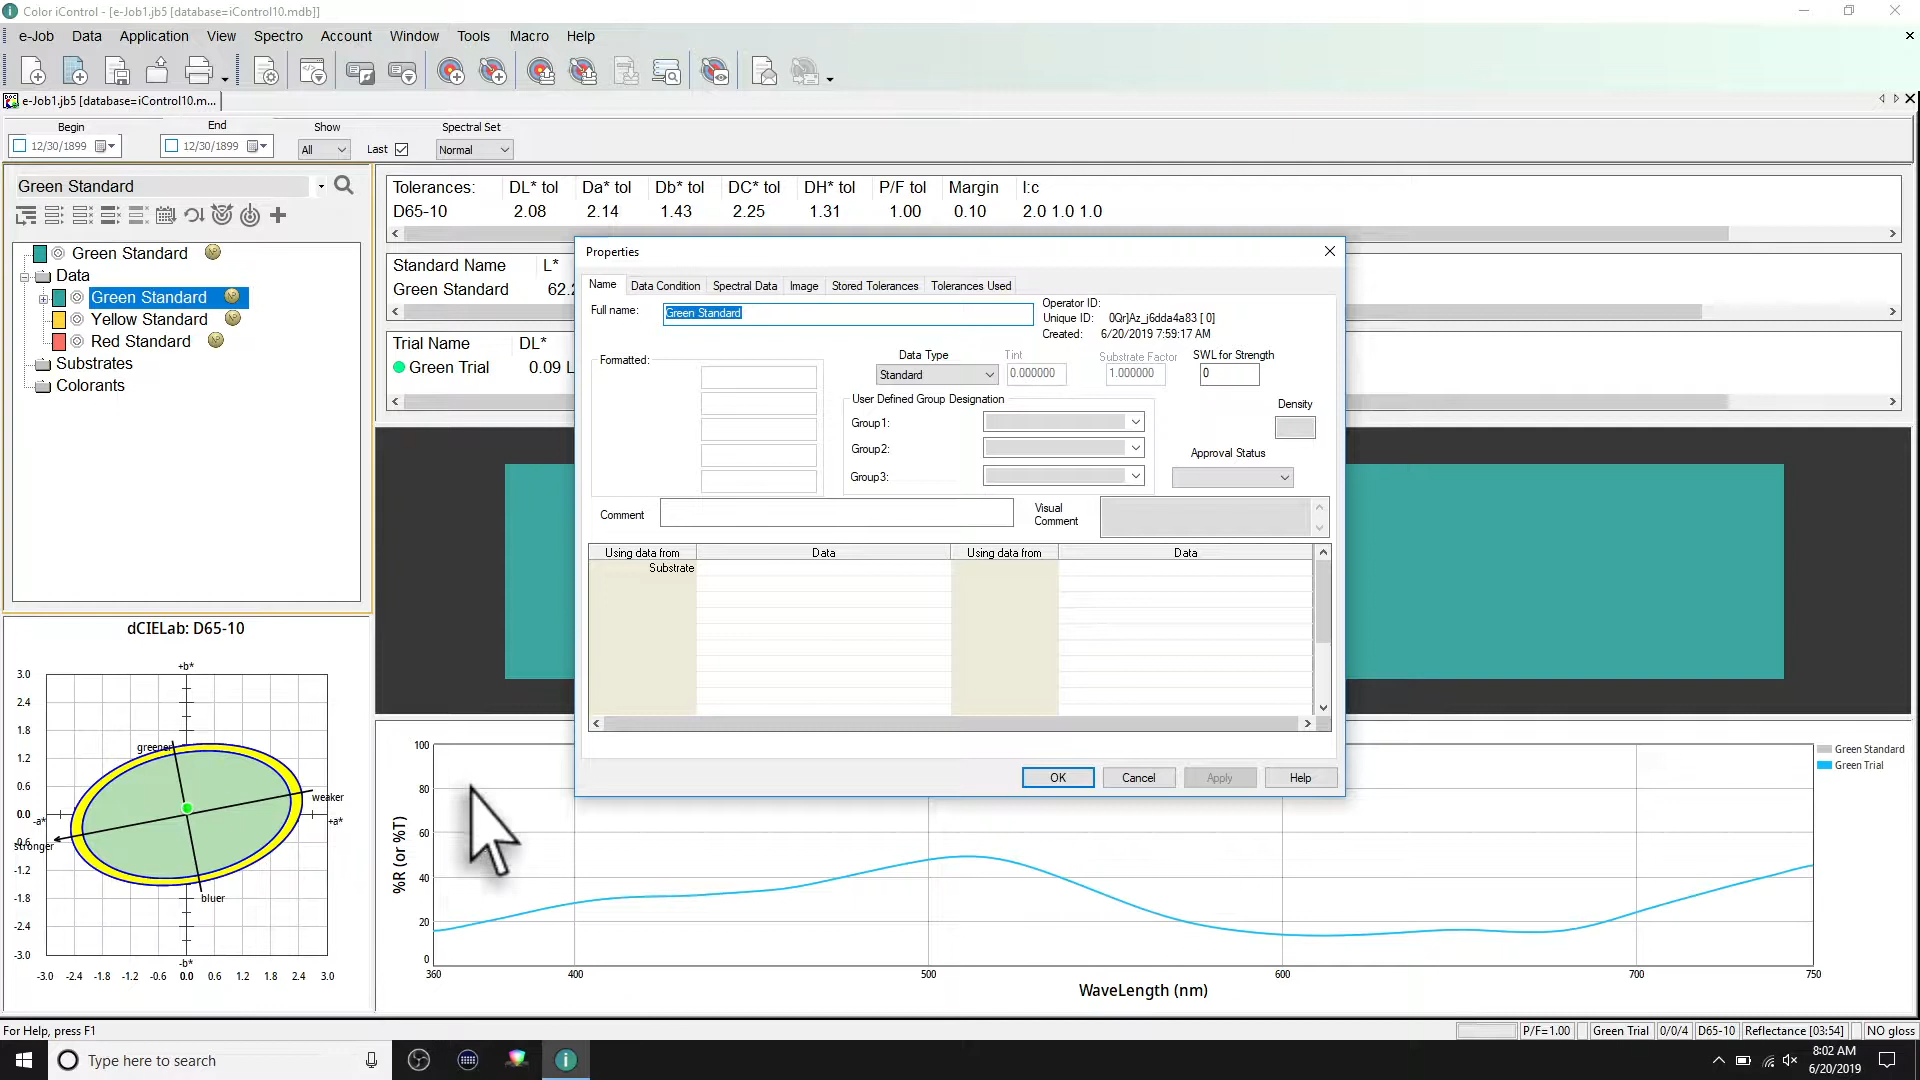 Color iControl - [e-Job1.jb5 [database=iControl10.mdb]]
e-Job Data Application View Spectro Account Window Tools Macro Help
e-Job1.jb5 [database=iControl10.m...
Begin End Show Spectral Set
12/30/1899 12/30/1899 All Last Normal
Green Standard
Green Standard
Data
Green Standard
Yellow Standard
Red Standard
Substrates
Colorants
Tolerances: DL* tol Da* tol Db* tol DC* tol DH* tol P/F tol Margin l:c
D65-10 2.08 2.14 1.43 2.25 1.31 1.00 0.10 2.0 1.0 1.0
Standard Name L*
Green Standard 62.2
Trial Name DL*
Green Trial 0.09 L
Properties
Name Data Condition Spectral Data Image Stored Tolerances Tolerances Used
Full name: Green Standard
Operator ID:
Unique ID: 0Qr]Az_j6dda4a83 [ 0]
Created: 6/20/2019 7:59:17 AM
Formatted:
Data Type Tint Substrate Factor SWL for Strength
Standard 0.000000 1.000000 0
User Defined Group Designation
Group1:
Group2:
Group3:
Density
Approval Status
Comment
Visual Comment
Using data from Data Using data from Data
Substrate
OK Cancel Apply Help
dCIELab: D65-10
+b*
3.0
2.4
1.8
greener
1.2
0.6
weaker
0.0
-a*
+a*
-0.6
stronger
-1.2
bluer
-1.8
-2.4
-3.0
-b*
-3.0 -2.4 -1.8 -1.2 -0.6 0.0 0.6 1.2 1.8 2.4 3.0
%R (or %T)
100
80
60
40
20
0
360 400 500 600 700 750
WaveLength (nm)
Green Standard
Green Trial
For Help, press F1
P/F=1.00 Green Trial 0/0/4 D65-10 Reflectance [03:54] NO gloss
Type here to search
8:02 AM
6/20/2019